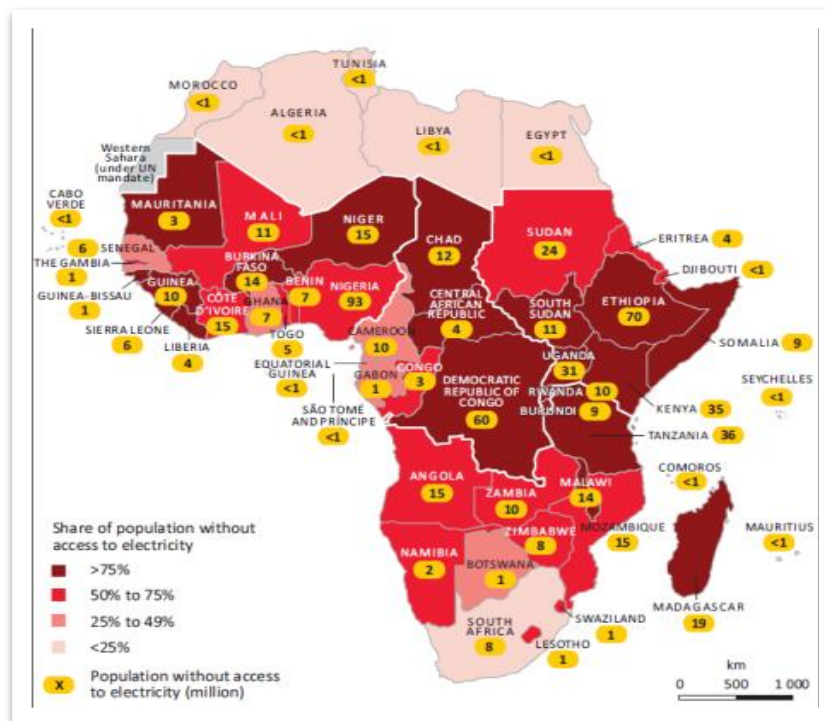 TUNISIA
<1
MOROCCO
<1
ALGERIA
<1
LIBYA
<1
EGYPT
<1
Western
Sahara
(under UN
mandate)
CABO
VERDE
<1
MAURITANIA
3
MALI
11
NIGER
15
CHAD
12
SUDAN
24
ERITREA 4
DJIBOUTI <1
6 SENEGAL
THE GAMBIA
1
GUINEA-BISSAU
1
GUINEA
10
SIERRA LEONE
6
LIBERIA
4
CÔTE
D'IVOIRE
15
BURKINA
FASO
14
GHANA
7
TOGO
5
BENIN
7
NIGERIA
93
CAMEROON
10
EQUATORIAL
GUINEA
<1
SÃO TOMÉ
AND PRÍNCIPE
<1
GABON
1
CONGO
3
CENTRAL
AFRICAN
REPUBLIC
4
SOUTH
SUDAN
11
ETHIOPIA
70
SOMALIA 9
UGANDA
31
RWANDA 10
BURUNDI 9
DEMOCRATIC
REPUBLIC OF
CONGO
60
KENYA 35
TANZANIA 36
SEYCHELLES
<1
COMOROS
<1
ANGOLA
15
ZAMBIA
10
MALAWI
14
MOZAMBIQUE
15
ZIMBABWE
8
NAMIBIA
2
BOTSWANA
1
SOUTH
AFRICA
8
SWAZILAND
1
LESOTHO
1
MADAGASCAR
19
MAURITIUS
<1
Share of population without
access to electricity
>75%
50% to 75%
25% to 49%
<25%
X Population without access
to electricity (million)
km
0 500 1 000